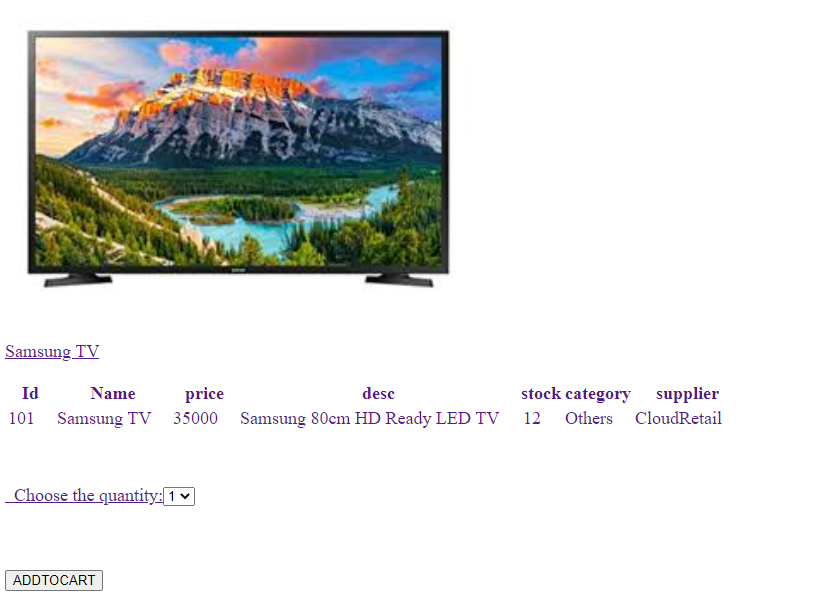 Samsung TV
Id Name price desc stock category supplier
101 Samsung TV 35000 Samsung 80cm HD Ready LED TV 12 Others CloudRetail
Choose the quantity: 1
ADDTOCART